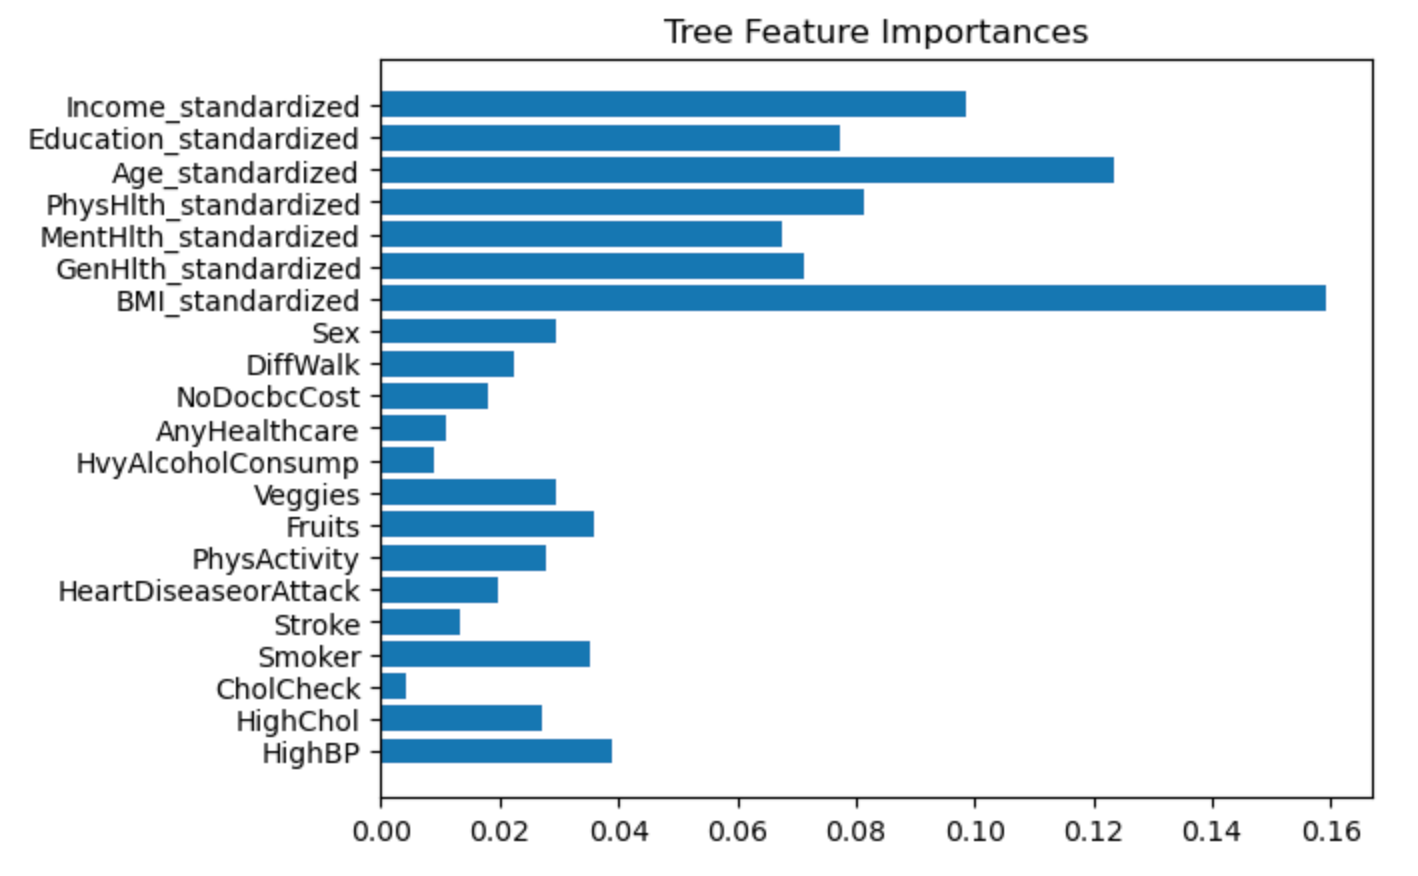 Tree Feature Importances
Income_standardized
Education_standardized
Age_standardized
PhysHlth_standardized
MentHlth_standardized
GenHlth_standardized
BMI_standardized
Sex
DiffWalk
NoDocbcCost
AnyHealthcare
HvyAlcoholConsump
Veggies
Fruits
PhysActivity
HeartDiseaseorAttack
Stroke
Smoker
CholCheck
HighChol
HighBP
0.00 0.02 0.04 0.06 0.08 0.10 0.12 0.14 0.16